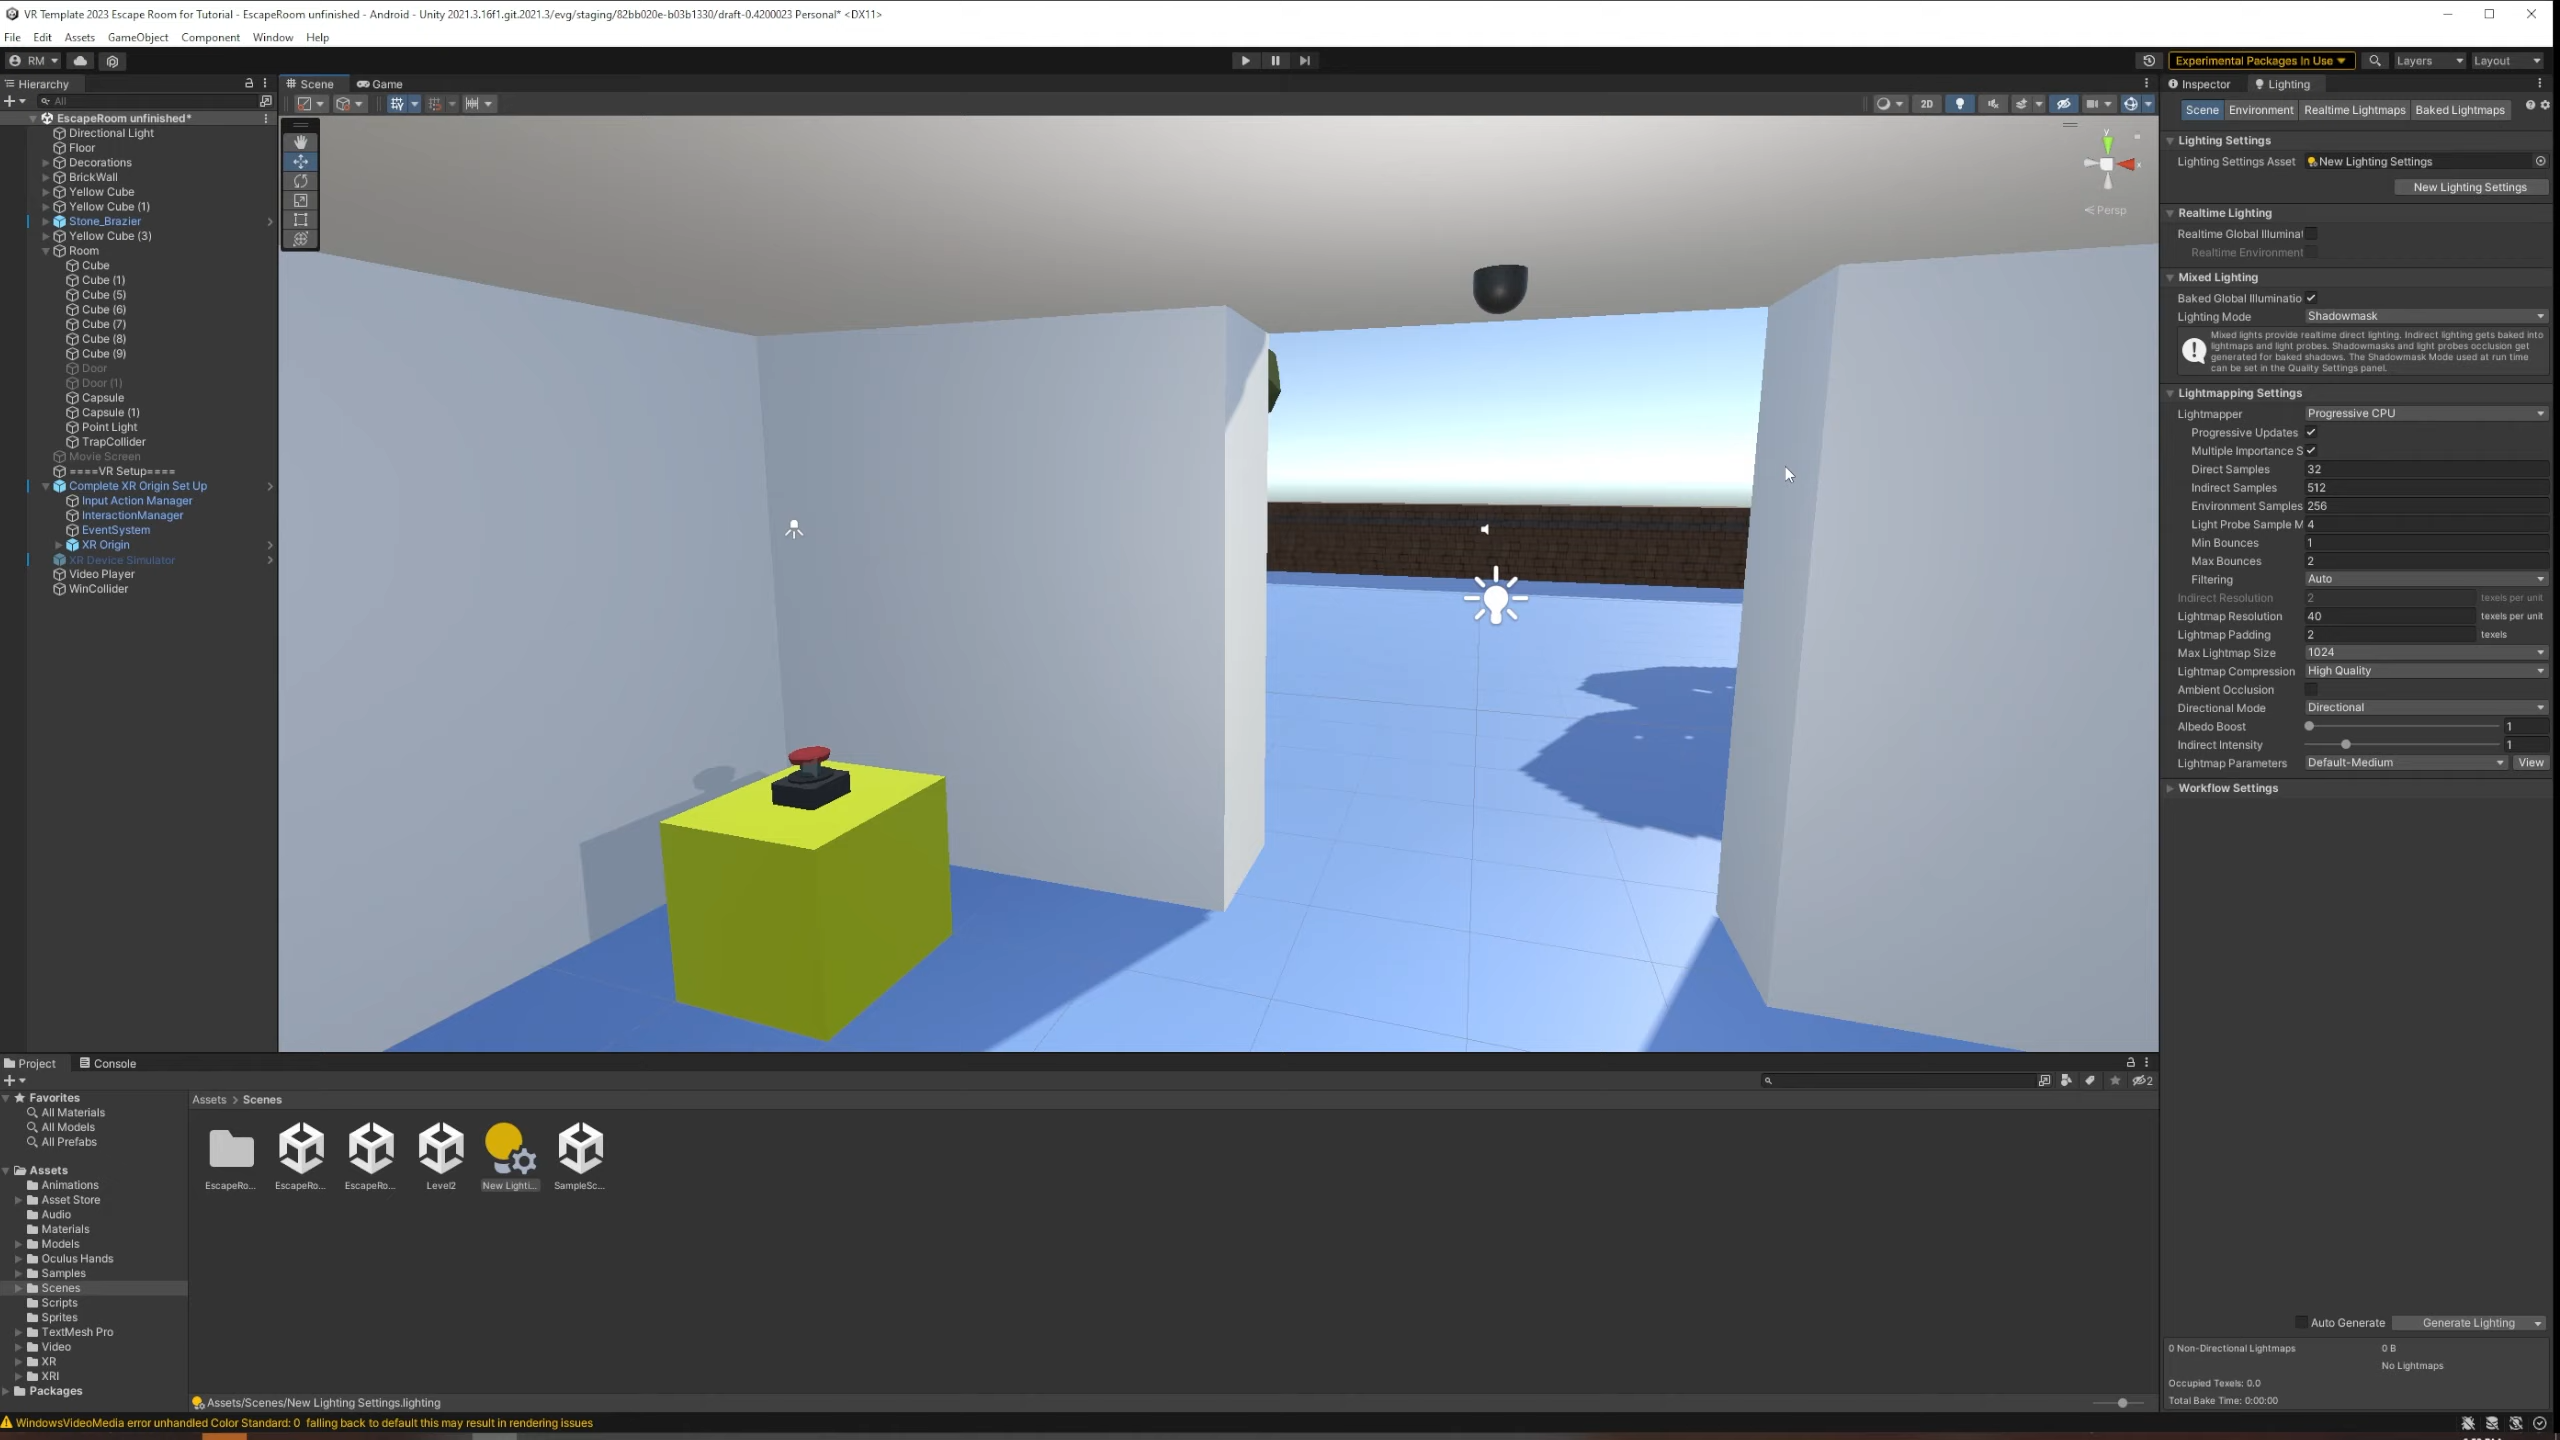 VR Template 2023 Escape Room for Tutorial - EscapeRoom unfinished - Android - Unity 2021.3.16f1.git.2021.3/evg/staging/82bb020e-b03b1330/draft-0.4200023 Personal* <DX11>
File Edit Assets GameObject Component Window Help
RM
Experimental Packages In Use
Layers
Layout
Hierarchy
All
EscapeRoom unfinished*
Directional Light
Floor
Decorations
BrickWall
Yellow Cube
Yellow Cube (1)
Stone_Brazier
Yellow Cube (3)
Room
Cube
Cube (1)
Cube (5)
Cube (6)
Cube (7)
Cube (8)
Cube (9)
Door
Door (1)
Capsule
Capsule (1)
Point Light
TrapCollider
Movie Screen
====VR Setup====
Complete XR Origin Set Up
Input Action Manager
InteractionManager
EventSystem
XR Origin
XR Device Simulator
Video Player
WinCollider
Scene
Game
2D
y
x
Persp
Inspector
Lighting
Scene Environment Realtime Lightmaps Baked Lightmaps
Lighting Settings
Lighting Settings Asset New Lighting Settings
New Lighting Settings
Realtime Lighting
Realtime Global Illuminat
Realtime Environment
Mixed Lighting
Baked Global Illuminatio
Lighting Mode Shadowmask
Mixed lights provide realtime direct lighting. Indirect lighting gets baked into
lightmaps and light probes. Shadowmasks and light probes occlusion get
generated for baked shadows. The Shadowmask Mode used at run time
can be set in the Quality Settings panel.
Lightmapping Settings
Lightmapper Progressive CPU
Progressive Updates
Multiple Importance S
Direct Samples 32
Indirect Samples 512
Environment Samples 256
Light Probe Sample M 4
Min Bounces 1
Max Bounces 2
Filtering Auto
Indirect Resolution 2 texels per unit
Lightmap Resolution 40 texels per unit
Lightmap Padding 2 texels
Max Lightmap Size 1024
Lightmap Compression High Quality
Ambient Occlusion
Directional Mode Directional
Albedo Boost 1
Indirect Intensity 1
Lightmap Parameters Default-Medium View
Workflow Settings
Auto Generate Generate Lighting
0 Non-Directional Lightmaps 0 B
No Lightmaps
Occupied Texels: 0.0
Total Bake Time: 0:00:00
Project
Console
2
Favorites
All Materials
All Models
All Prefabs
Assets
Animations
Asset Store
Audio
Materials
Models
Oculus Hands
Samples
Scenes
Scripts
Sprites
TextMesh Pro
Video
XR
XRI
Packages
Assets > Scenes
EscapeRo... EscapeRo... EscapeRo... Level2 New Lighti... SampleSc...
Assets/Scenes/New Lighting Settings.lighting
WindowsVideoMedia error unhandled Color Standard: 0 falling back to default this may result in rendering issues